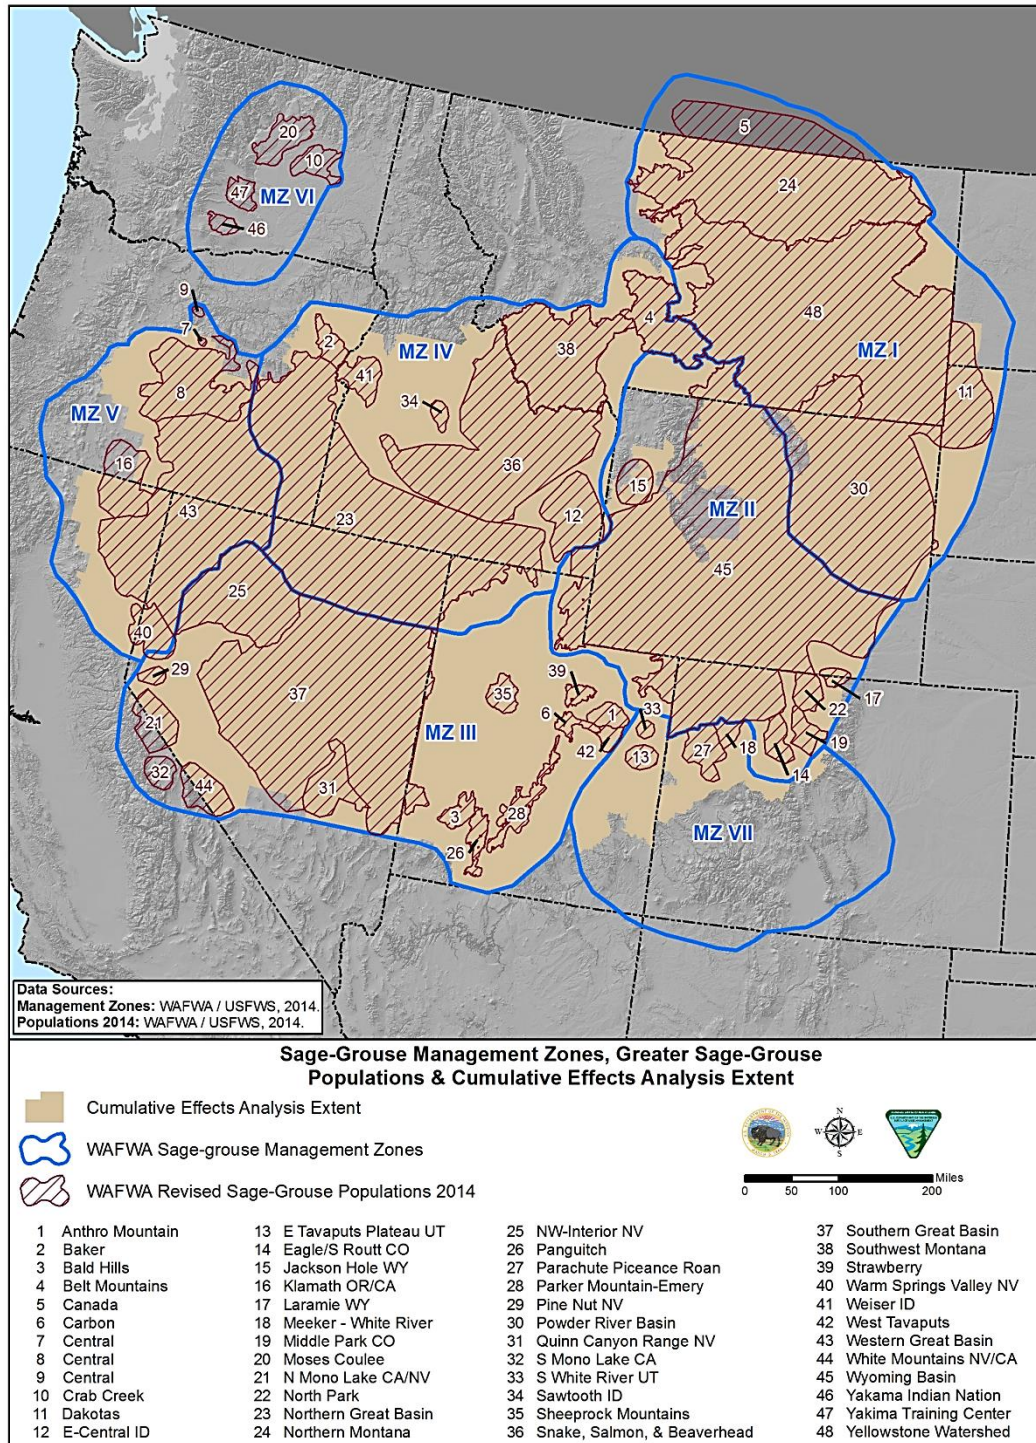 5
20
10
24
47
MZ VI
46
9
4
48
7
2
MZ IV
38
MZ I
41
8
11
34
MZ V
16
36
15
30
MZ II
43
23
12
45
25
40
29
39
17
37
35
33
22
6
1
21
MZ III
42
13
27
18
19
32
14
44
31
3
28
26
MZ VII
Data Sources:
Management Zones: WAFWA / USFWS, 2014.
Populations 2014: WAFWA / USFWS, 2014.
Sage-Grouse Management Zones, Greater Sage-Grouse
Populations & Cumulative Effects Analysis Extent
Cumulative Effects Analysis Extent
WAFWA Sage-grouse Management Zones
WAFWA Revised Sage-Grouse Populations 2014
N
W E
S
Miles
0 50 100 200
1 Anthro Mountain
2 Baker
3 Bald Hills
4 Belt Mountains
5 Canada
6 Carbon
7 Central
8 Central
9 Central
10 Crab Creek
11 Dakotas
12 E-Central ID
13 E Tavaputs Plateau UT
14 Eagle/S Routt CO
15 Jackson Hole WY
16 Klamath OR/CA
17 Laramie WY
18 Meeker - White River
19 Middle Park CO
20 Moses Coulee
21 N Mono Lake CA/NV
22 North Park
23 Northern Great Basin
24 Northern Montana
25 NW-Interior NV
26 Panguitch
27 Parachute Piceance Roan
28 Parker Mountain-Emery
29 Pine Nut NV
30 Powder River Basin
31 Quinn Canyon Range NV
32 S Mono Lake CA
33 S White River UT
34 Sawtooth ID
35 Sheeprock Mountains
36 Snake, Salmon, & Beaverhead
37 Southern Great Basin
38 Southwest Montana
39 Strawberry
40 Warm Springs Valley NV
41 Weiser ID
42 West Tavaputs
43 Western Great Basin
44 White Mountains NV/CA
45 Wyoming Basin
46 Yakama Indian Nation
47 Yakima Training Center
48 Yellowstone Watershed